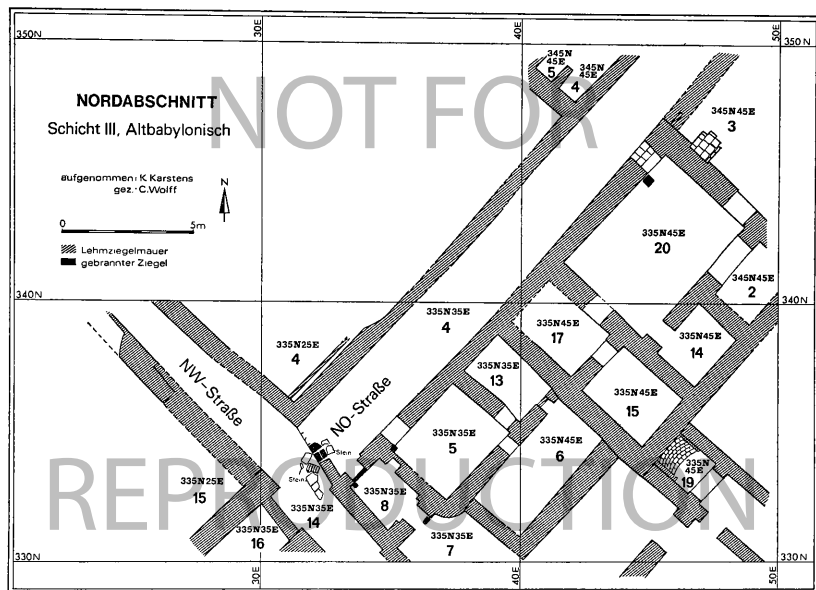 350N
30E
40E
50E
350N
NORDABSCHNITT
Schicht III, Altbabylonisch
aufgenommen: K. Karstens
gez.: C. Wolff
N
0 5m
Lehmziegelmauer
gebrannter Ziegel
NOT FOR
REPRODUCTION
345N
45E
5
345N
45E
4
345N45E
3
335N45E
20
345N45E
2
340N
340N
335N25E
4
335N35E
4
335N45E
17
335N45E
14
335N35E
13
335N45E
15
NW-Straße
NO-Straße
335N35E
5
335N45E
6
Stein
Stein
335N
45E
19
335N25E
15
335N35E
14
335N35E
8
335N35E
16
335N35E
7
330N
30E
40E
50E
330N